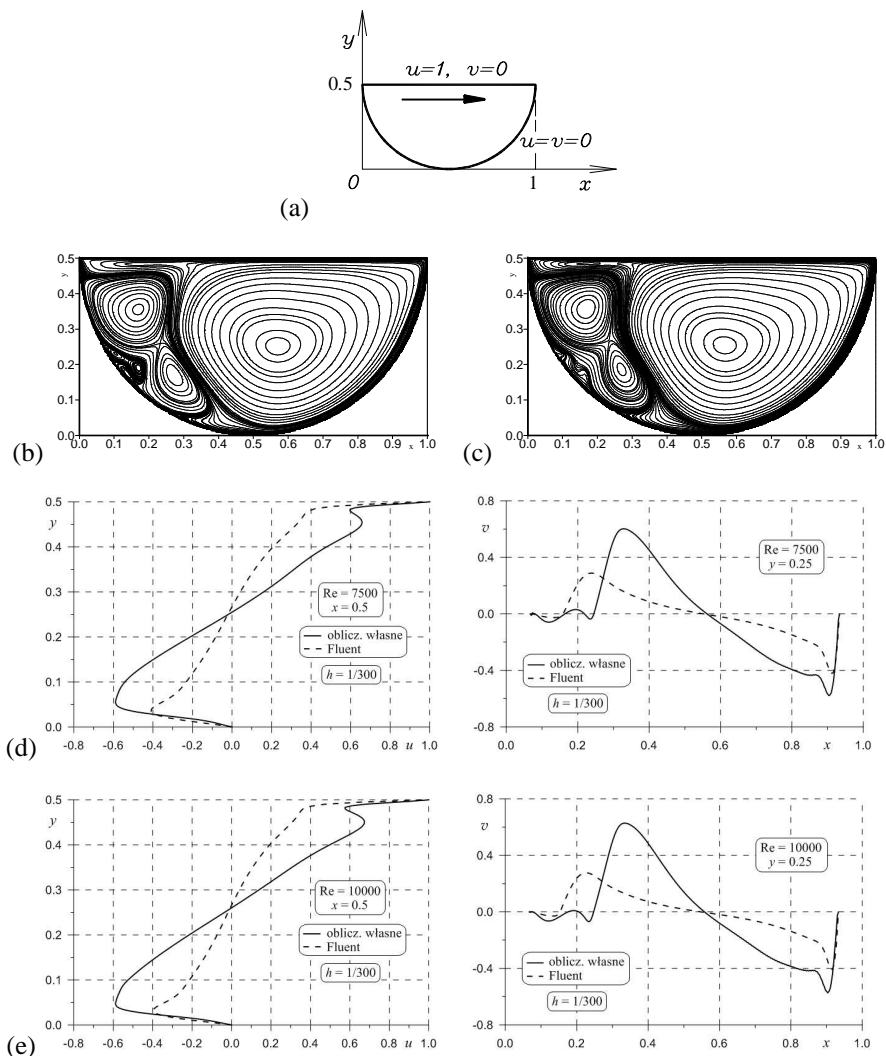 y
u=1, v=0
0.5
u=v=0
0
1
x
(a)
0.5
y
0.4
0.3
0.2
0.1
0.0
0.0 0.1 0.2 0.3 0.4 0.5 0.6 0.7 0.8 0.9 x 1.0
(b)
0.5
y
0.4
0.3
0.2
0.1
0.0
0.0 0.1 0.2 0.3 0.4 0.5 0.6 0.7 0.8 0.9 x 1.0
(c)
0.5
y
0.4
0.3
0.2
0.1
0.0
Re = 7500
x = 0.5
oblicz. własne
Fluent
h = 1/300
-0.8 -0.6 -0.4 -0.2 0.0 0.2 0.4 0.6 0.8 u 1.0
(d)
0.8
v
0.4
0.0
-0.4
-0.8
Re = 7500
y = 0.25
oblicz. własne
Fluent
h = 1/300
0.0 0.2 0.4 0.6 0.8 x 1.0
0.5
y
0.4
0.3
0.2
0.1
0.0
Re = 10000
x = 0.5
oblicz. własne
Fluent
h = 1/300
-0.8 -0.6 -0.4 -0.2 0.0 0.2 0.4 0.6 0.8 u 1.0
(e)
0.8
v
0.4
0.0
-0.4
-0.8
Re = 10000
y = 0.25
oblicz. własne
Fluent
h = 1/300
0.0 0.2 0.4 0.6 0.8 x 1.0